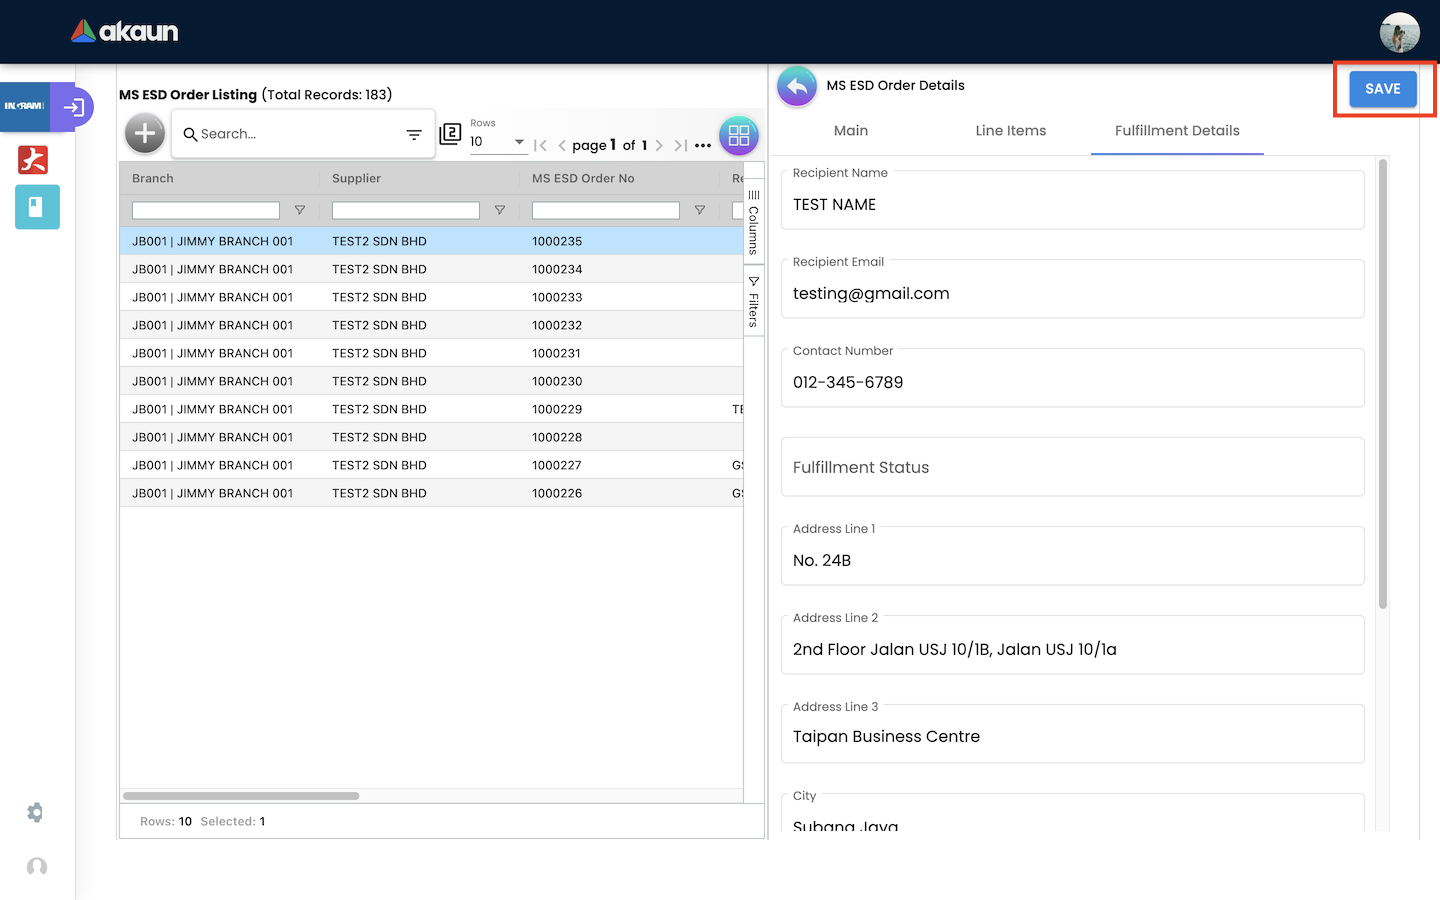 akaun
INGRAM
MS ESD Order Listing (Total Records: 183)
Search...
2
Rows
10
page 1 of 1
Branch
Supplier
MS ESD Order No
Re
JB001 | JIMMY BRANCH 001 TEST2 SDN BHD 1000235
JB001 | JIMMY BRANCH 001 TEST2 SDN BHD 1000234
JB001 | JIMMY BRANCH 001 TEST2 SDN BHD 1000233
JB001 | JIMMY BRANCH 001 TEST2 SDN BHD 1000232
JB001 | JIMMY BRANCH 001 TEST2 SDN BHD 1000231
JB001 | JIMMY BRANCH 001 TEST2 SDN BHD 1000230
JB001 | JIMMY BRANCH 001 TEST2 SDN BHD 1000229 TE
JB001 | JIMMY BRANCH 001 TEST2 SDN BHD 1000228
JB001 | JIMMY BRANCH 001 TEST2 SDN BHD 1000227 GS
JB001 | JIMMY BRANCH 001 TEST2 SDN BHD 1000226 GS
Columns
Filters
Rows: 10 Selected: 1
MS ESD Order Details
SAVE
Main
Line Items
Fulfillment Details
Recipient Name
TEST NAME
Recipient Email
testing@gmail.com
Contact Number
012-345-6789
Fulfillment Status
Address Line 1
No. 24B
Address Line 2
2nd Floor Jalan USJ 10/1B, Jalan USJ 10/1a
Address Line 3
Taipan Business Centre
City
Subang Jaya